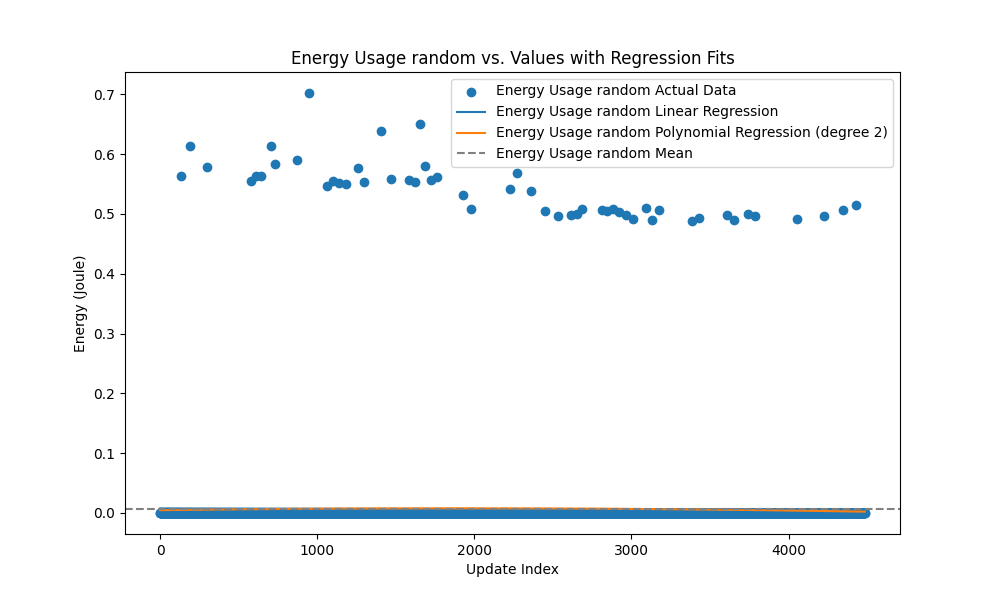 Energy Usage random vs. Values with Regression Fits
Energy Usage random Actual Data
Energy Usage random Linear Regression
Energy Usage random Polynomial Regression (degree 2)
Energy Usage random Mean
Energy (Joule)
0.7
0.6
0.5
0.4
0.3
0.2
0.1
0.0
0
1000
2000
3000
4000
Update Index